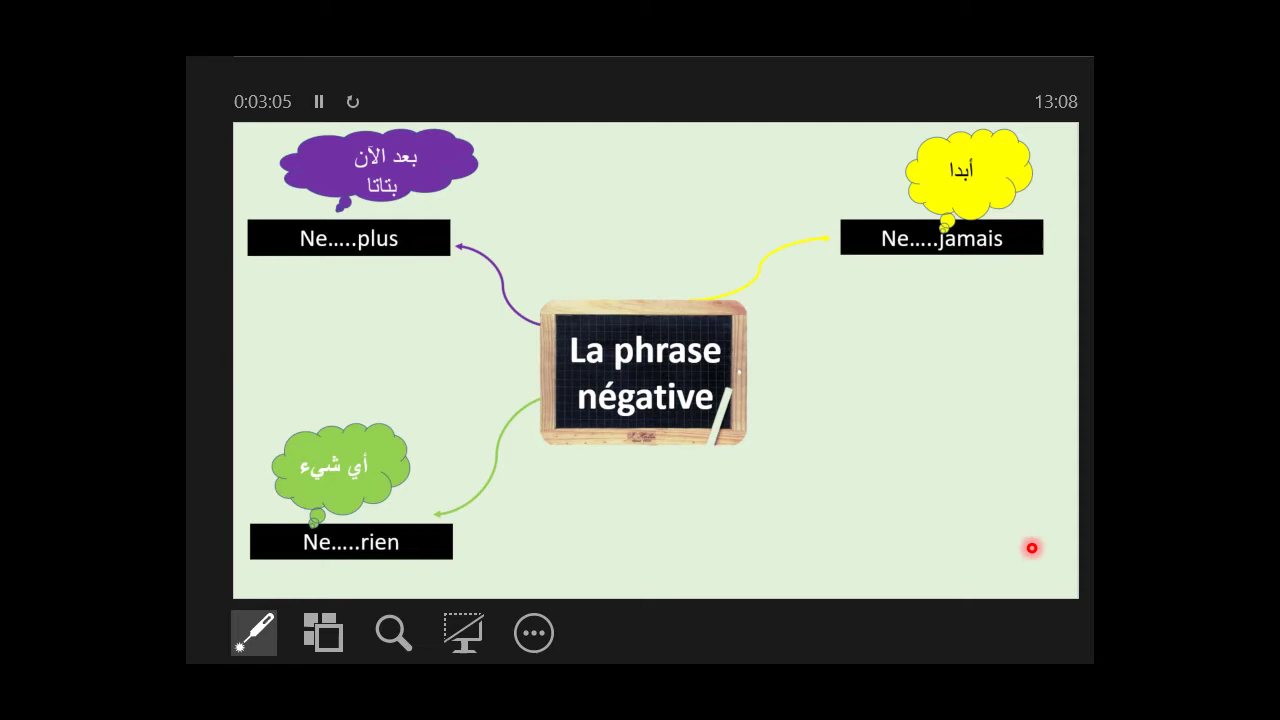 0:03:05
13:08
بعد الآن
بتاتا
أبدا
Ne.....plus
Ne.....jamais
La phrase
négative
أي شيء
Ne.....rien